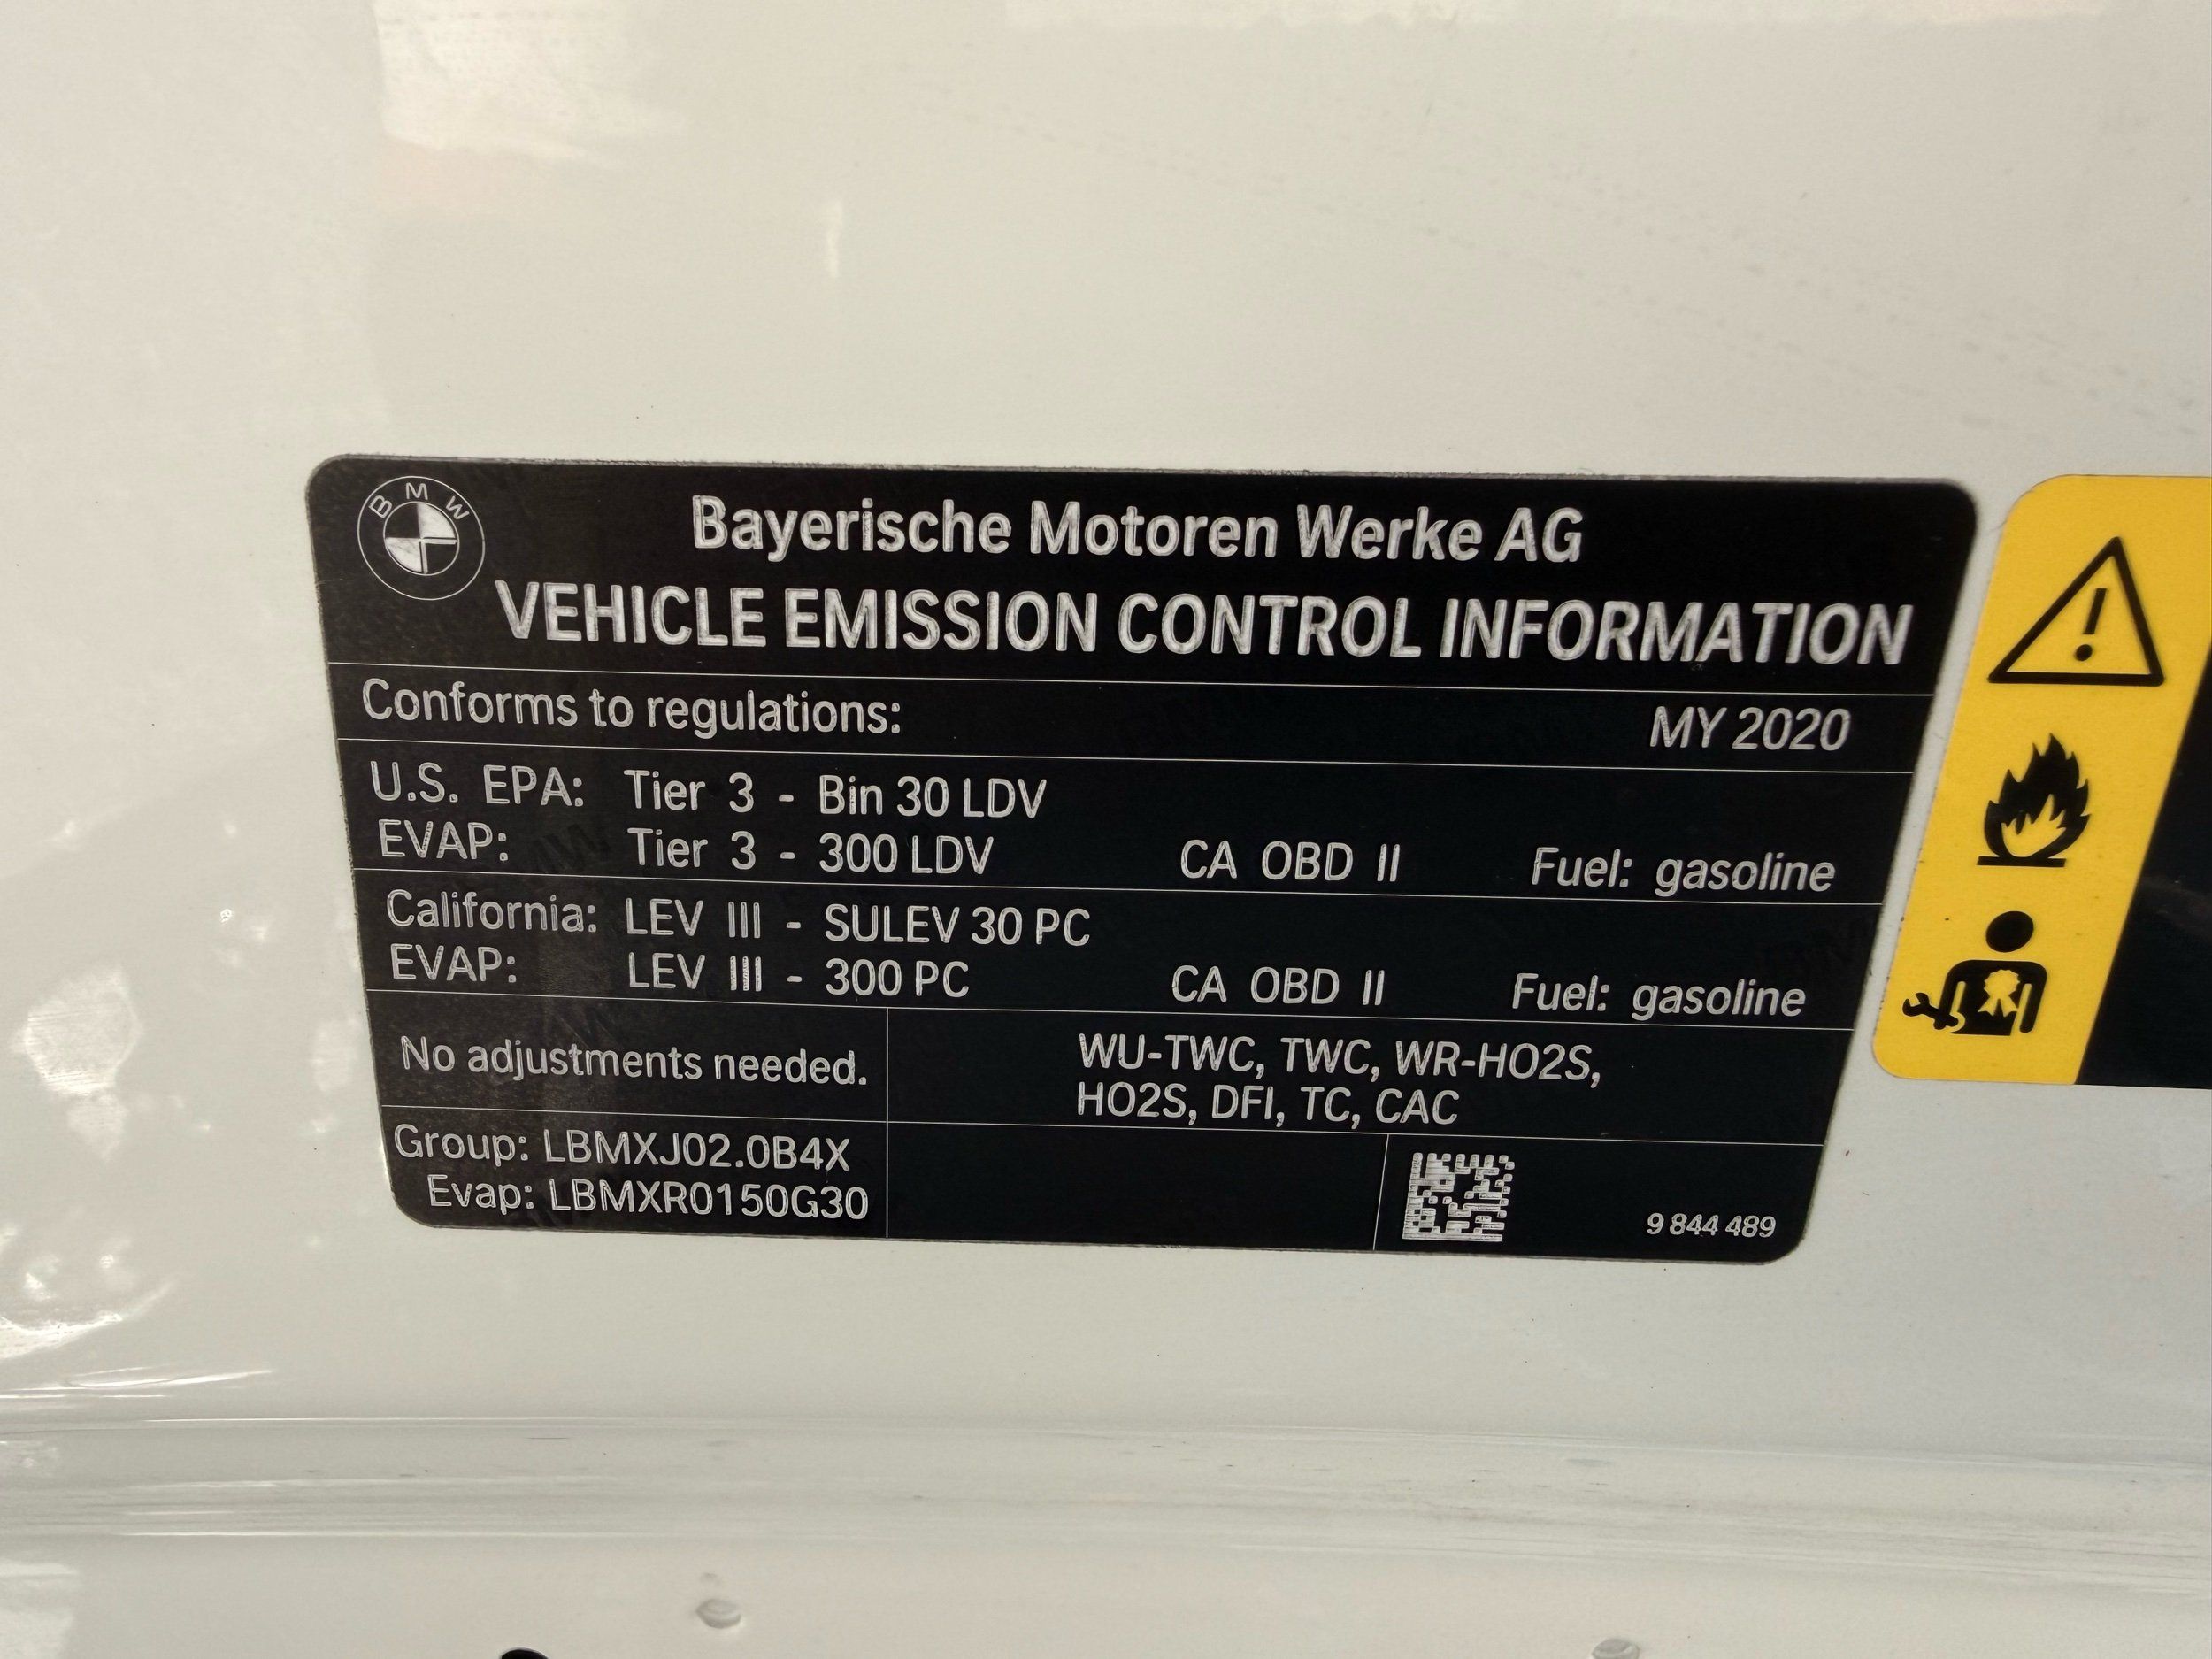 BMW
Bayerische Motoren Werke AG
VEHICLE EMISSION CONTROL INFORMATION
Conforms to regulations: MY 2020
U.S. EPA: Tier 3 - Bin 30 LDV
EVAP: Tier 3 - 300 LDV CA OBD II Fuel: gasoline
California: LEV III - SULEV 30 PC
EVAP: LEV III - 300 PC CA OBD II Fuel: gasoline
No adjustments needed.
WU-TWC, TWC, WR-HO2S,
HO2S, DFI, TC, CAC
Group: LBMXJ02.0B4X
Evap: LBMXR0150G30
9 844 489